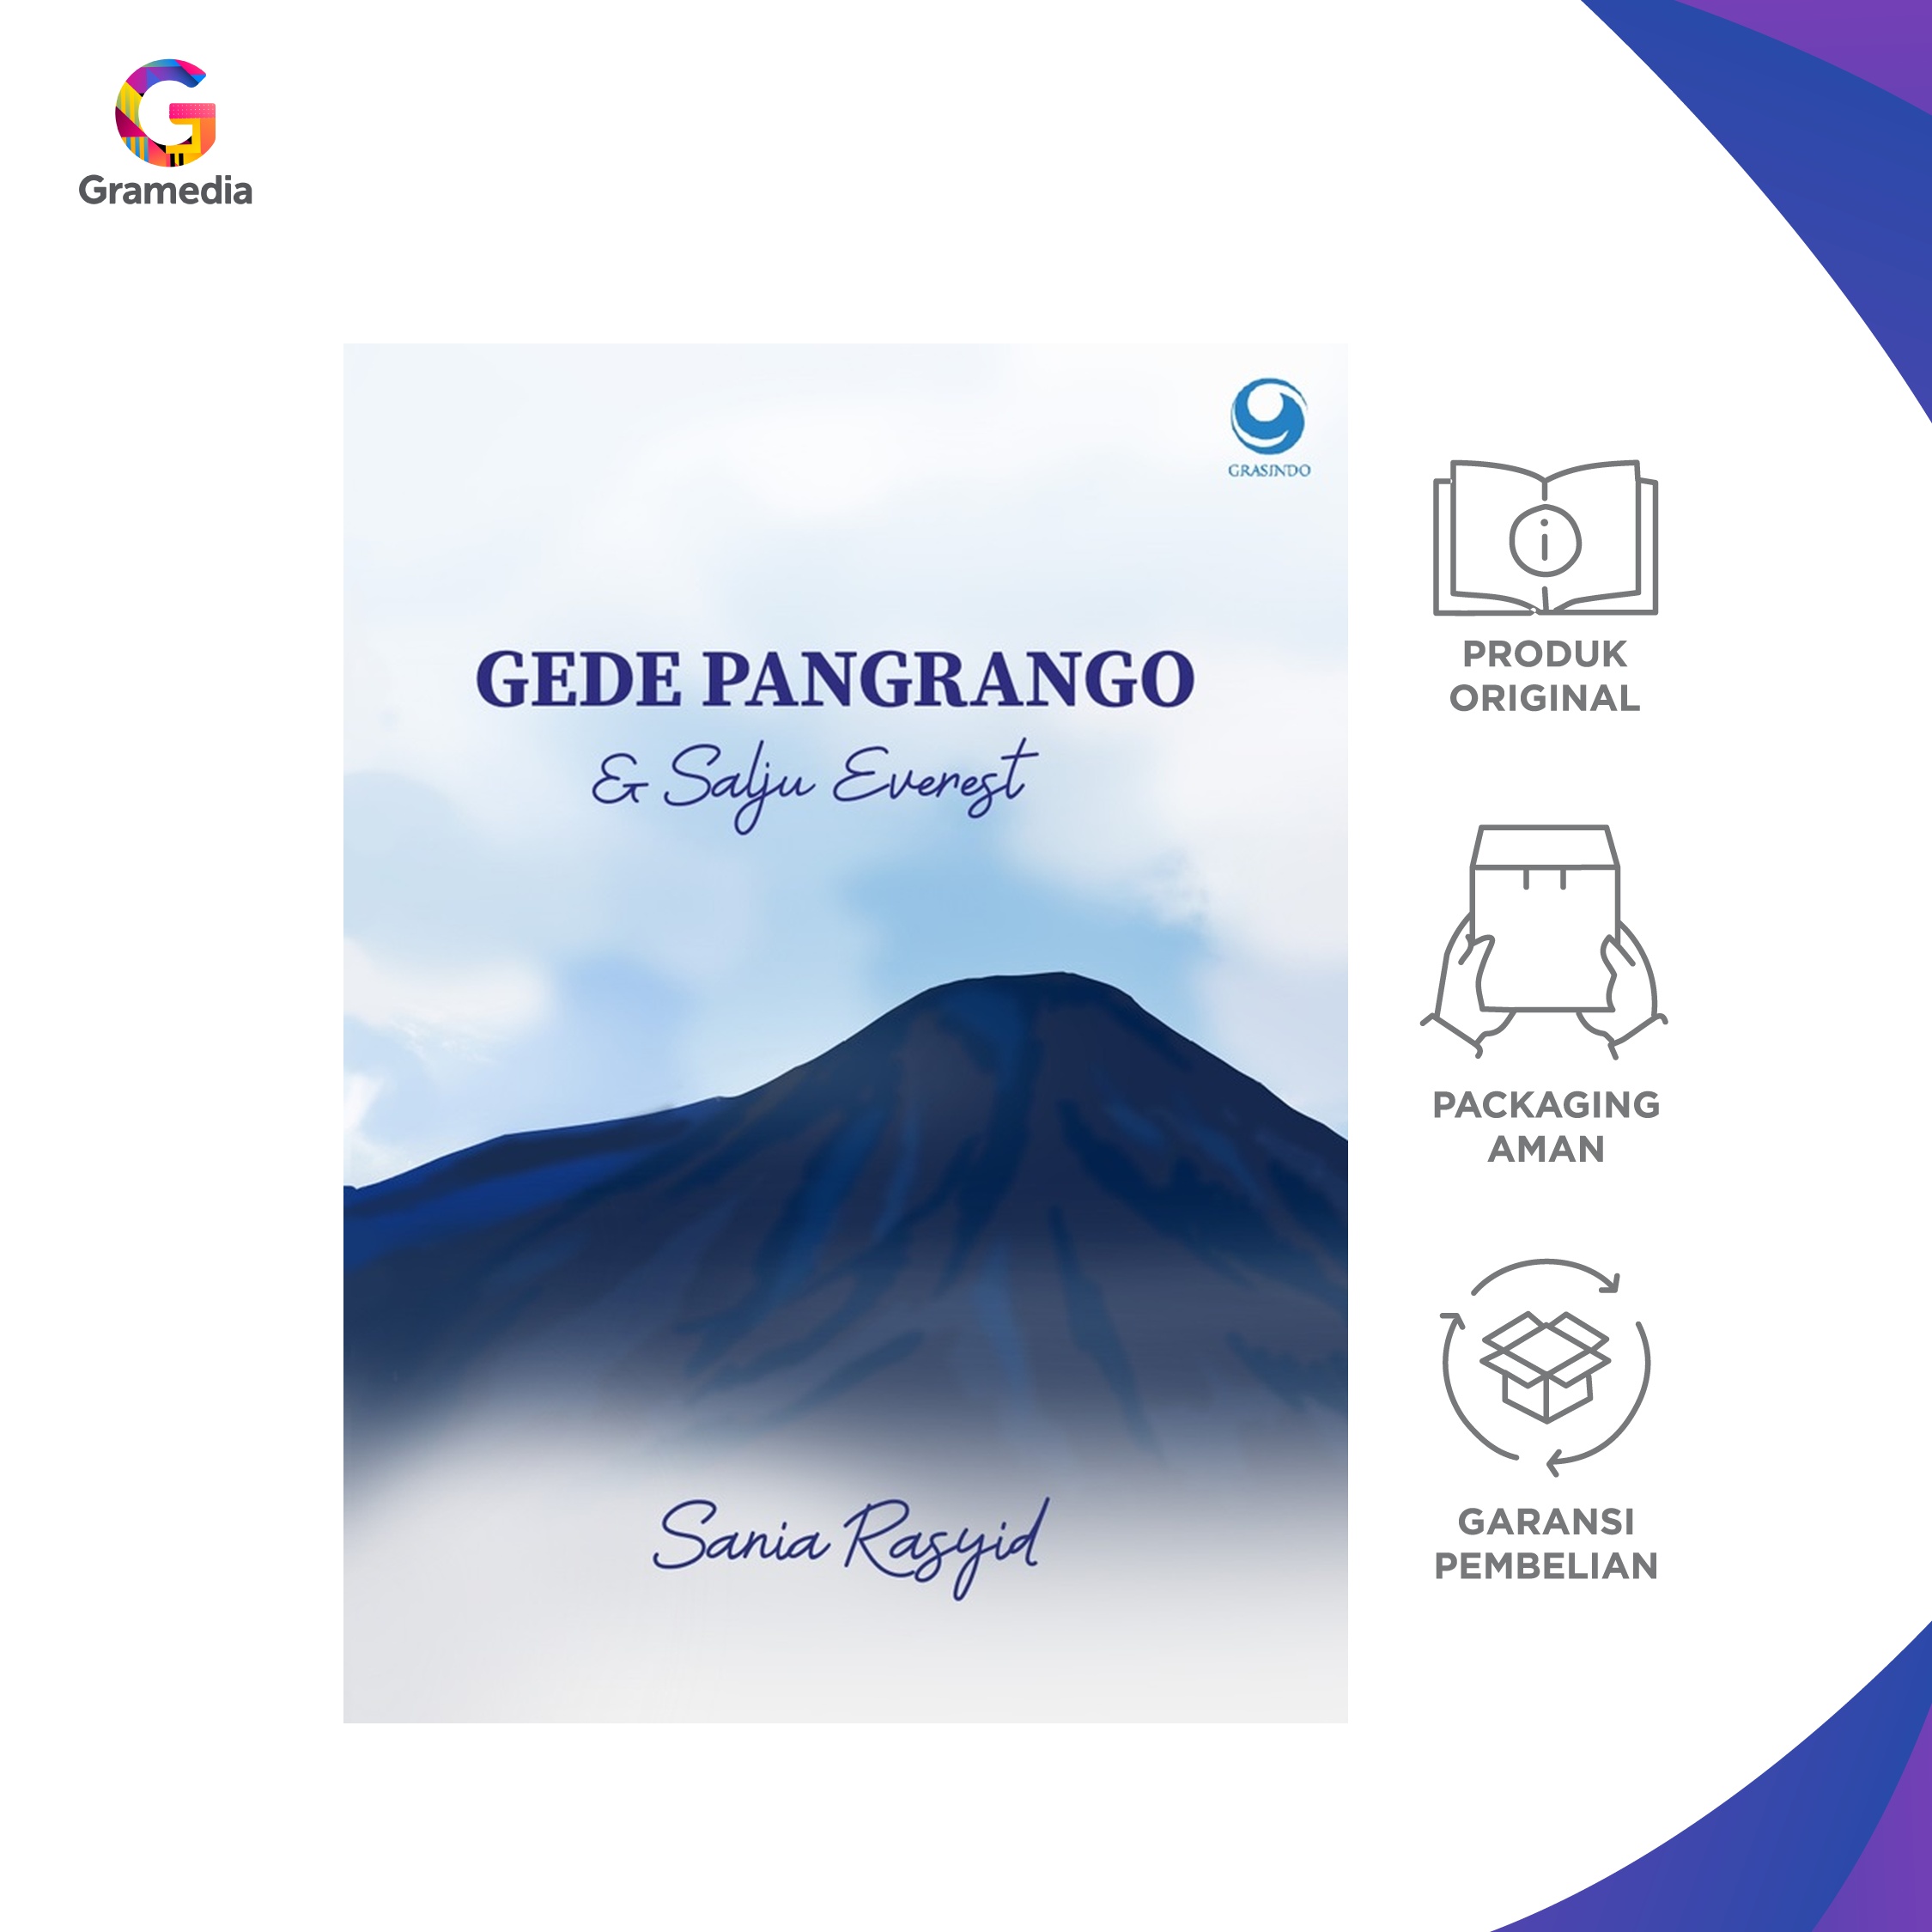 Gramedia
GRASINDO
GEDE PANGRANGO
& Salju Everest
Sania Rasyid
PRODUK
ORIGINAL
PACKAGING
AMAN
GARANSI
PEMBELIAN